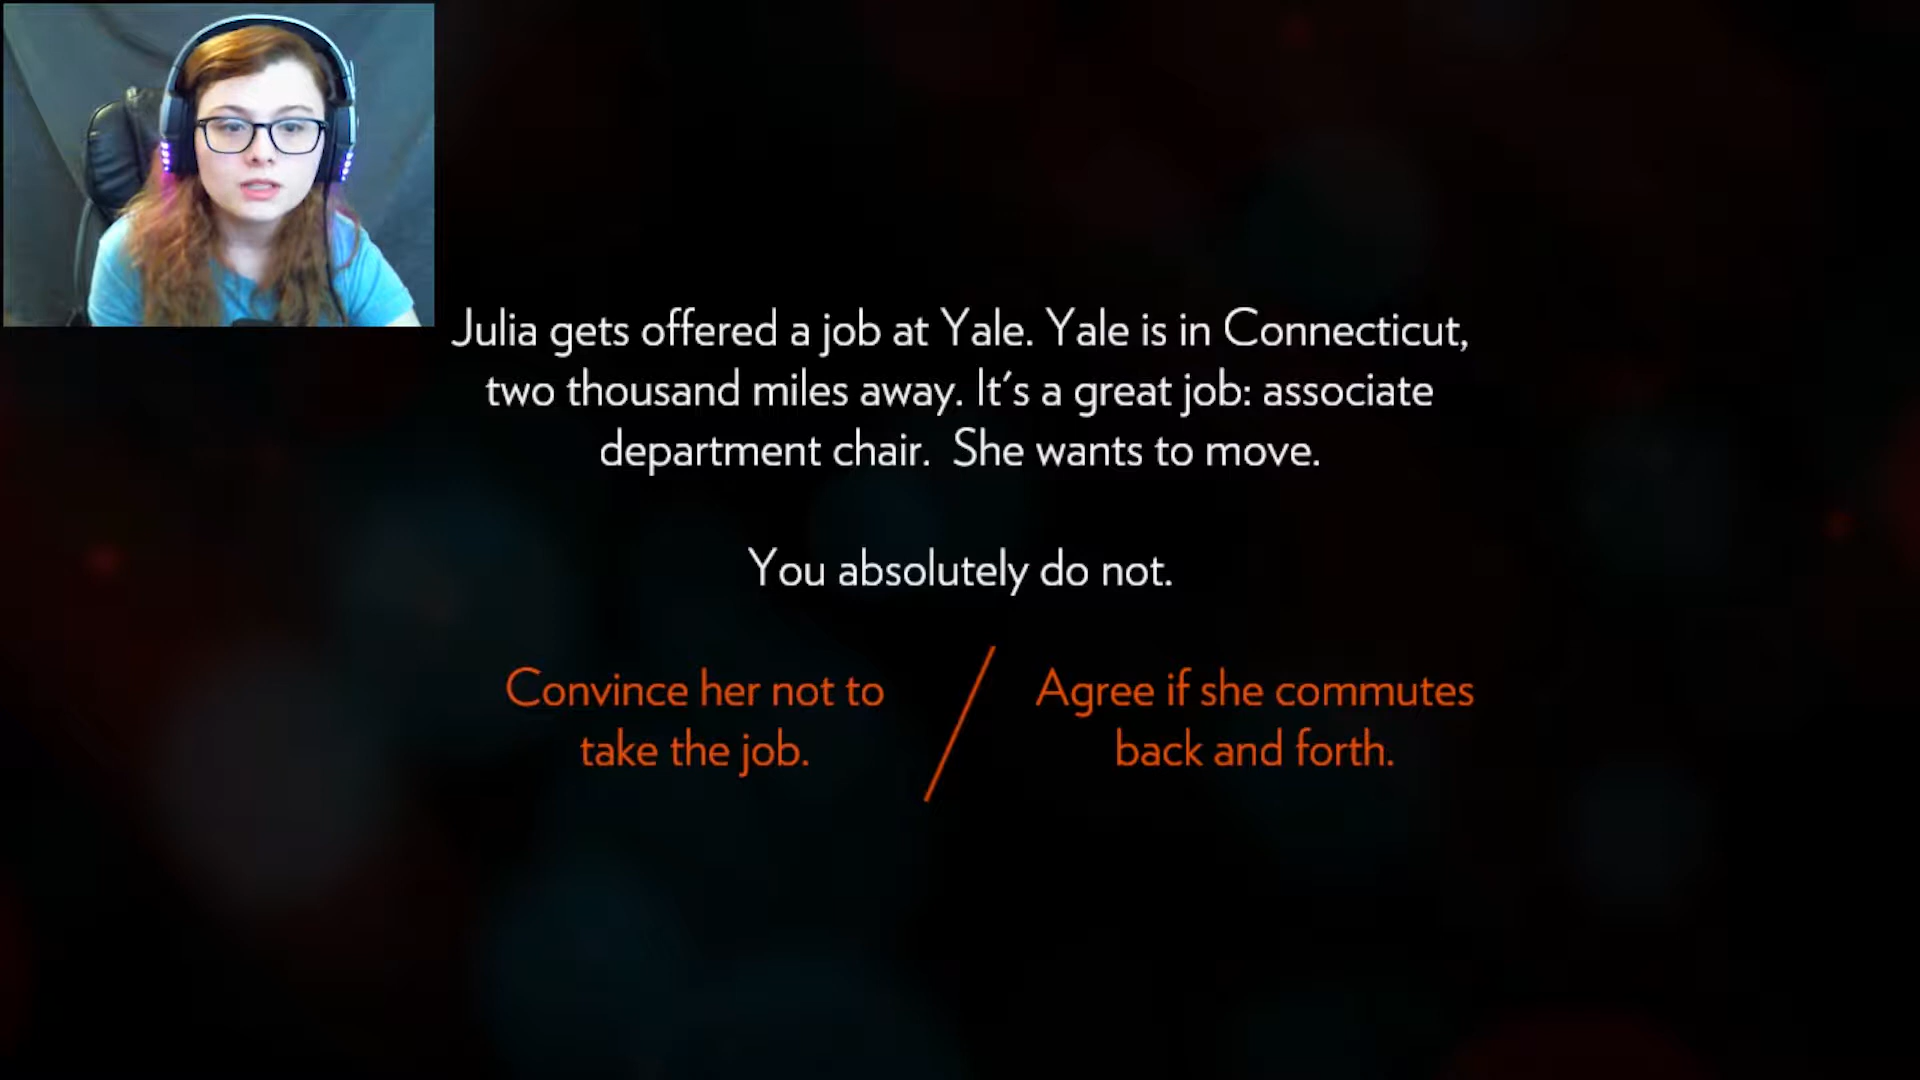 Julia gets offered a job at Yale. Yale is in Connecticut,
two thousand miles away. It's a great job: associate
department chair.  She wants to move.
You absolutely do not.
Convince her not to
take the job.
Agree if she commutes
back and forth.